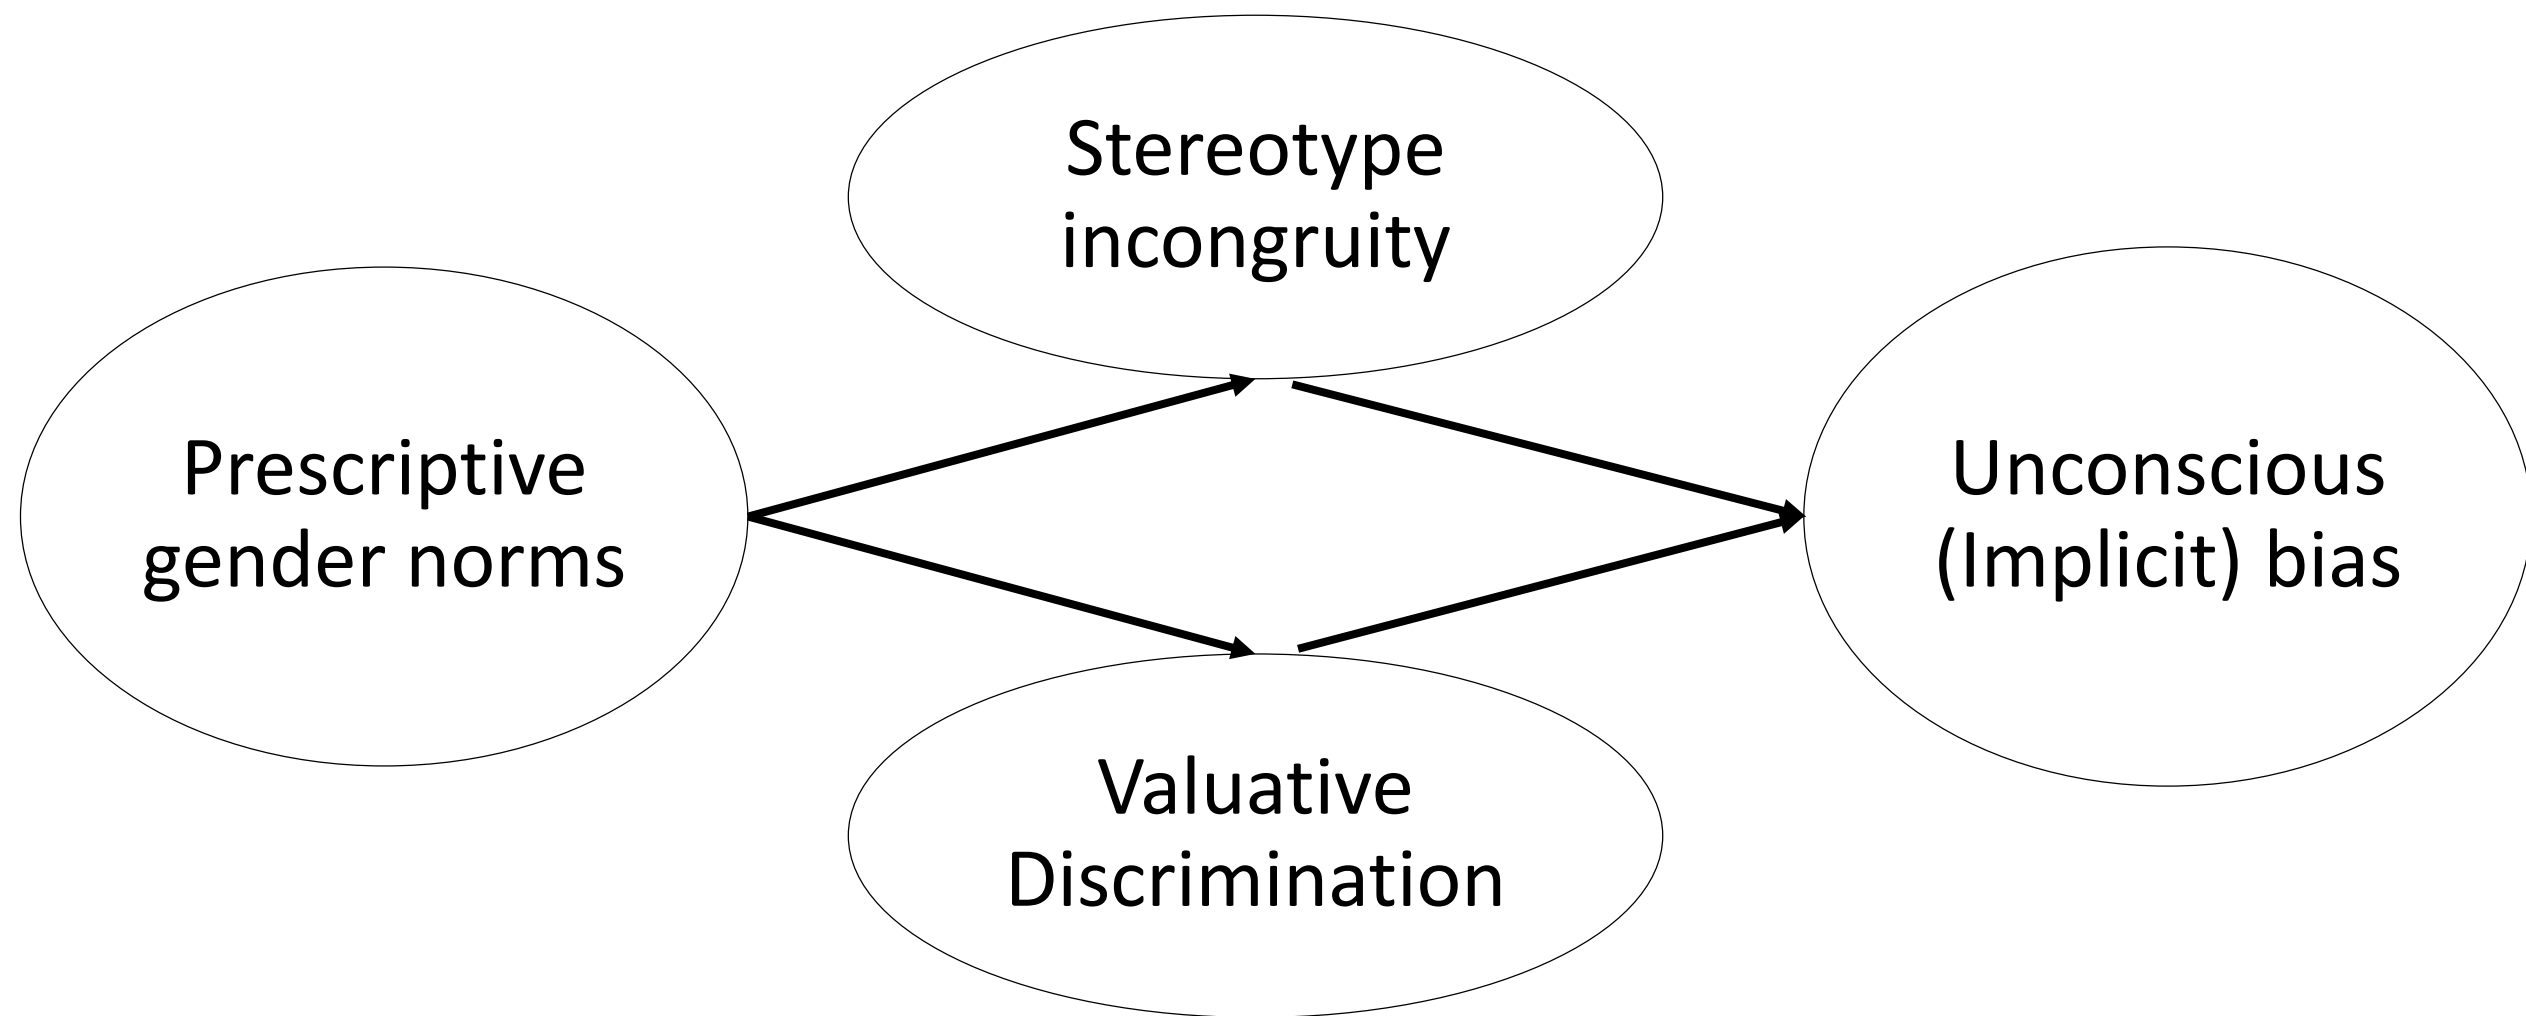 Stereotype
incongruity
Prescriptive
gender norms
Unconscious
(Implicit) bias
Valuative
Discrimination